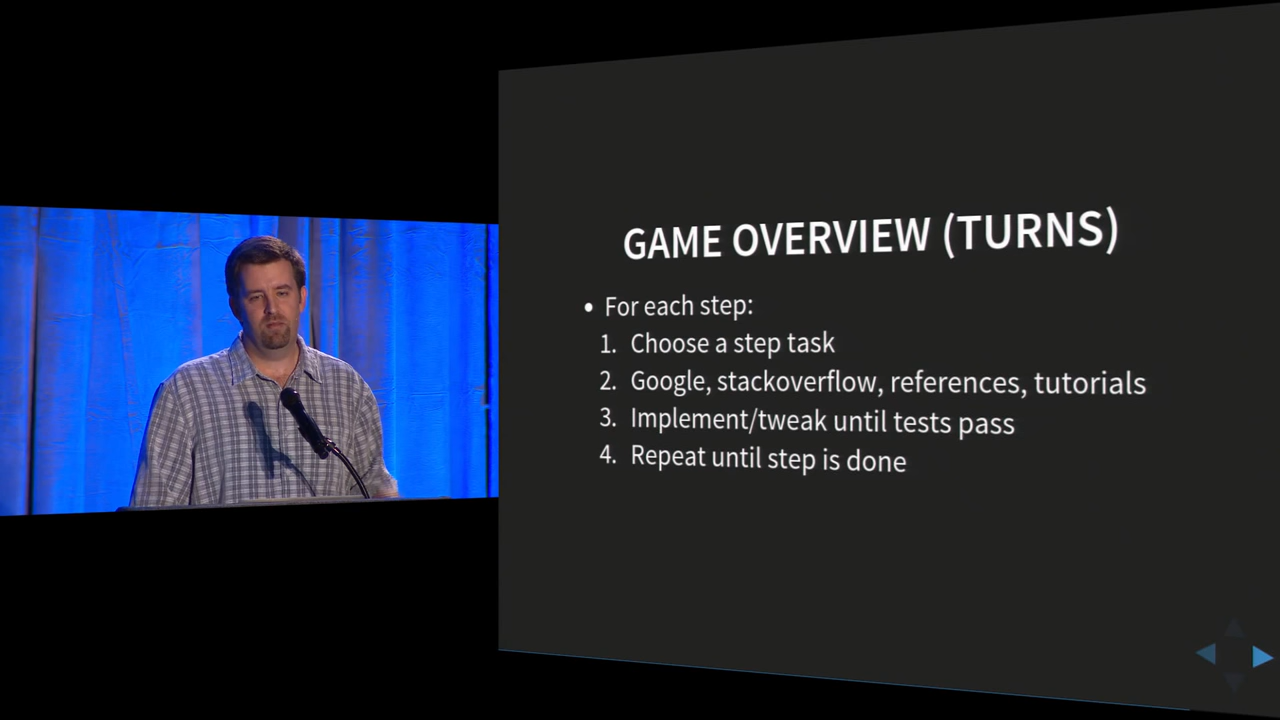 GAME OVERVIEW (TURNS)
• For each step:
1. Choose a step task
2. Google, stackoverflow, references, tutorials
3. Implement/tweak until tests pass
4. Repeat until step is done